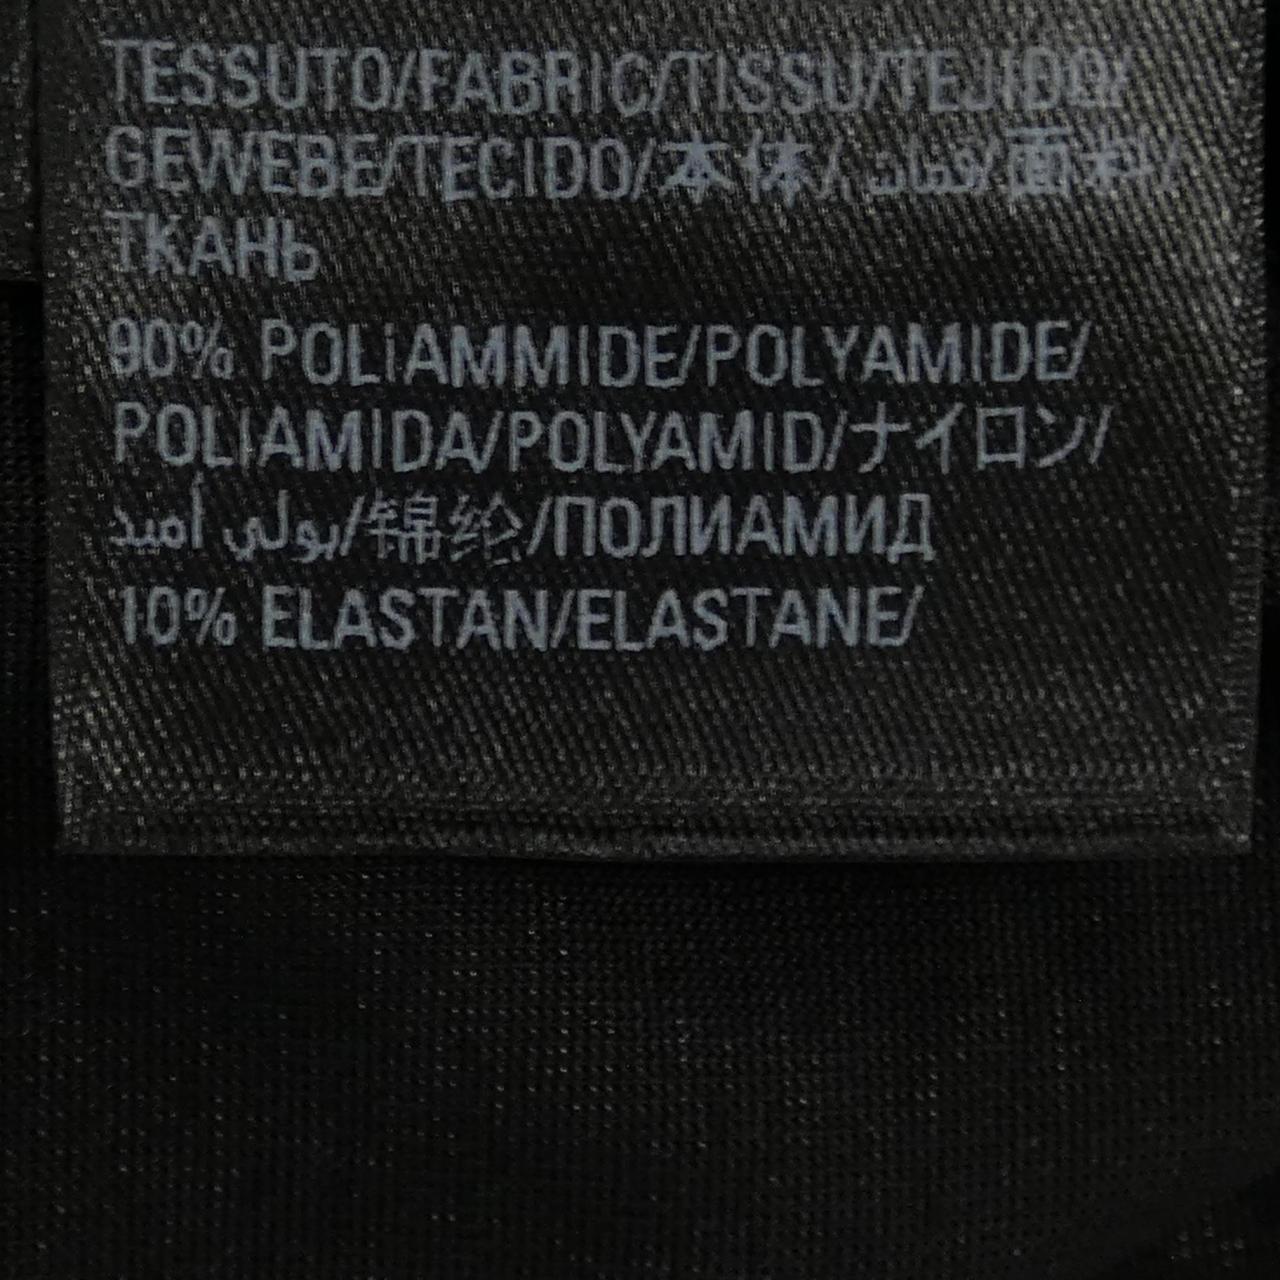 TESSUTO/FABRIC/TISSU/TEJIDO/
GEWEBE/TECIDO/本体/ قماد/面料/
ТКАНЬ
90% POLiAMMIDE/POLYAMIDE/
POLIAMIDA/POLYAMID/ナイロン/
بولي أميد/锦纶/ПОЛИАМИД
10% ELASTAN/ELASTANE/